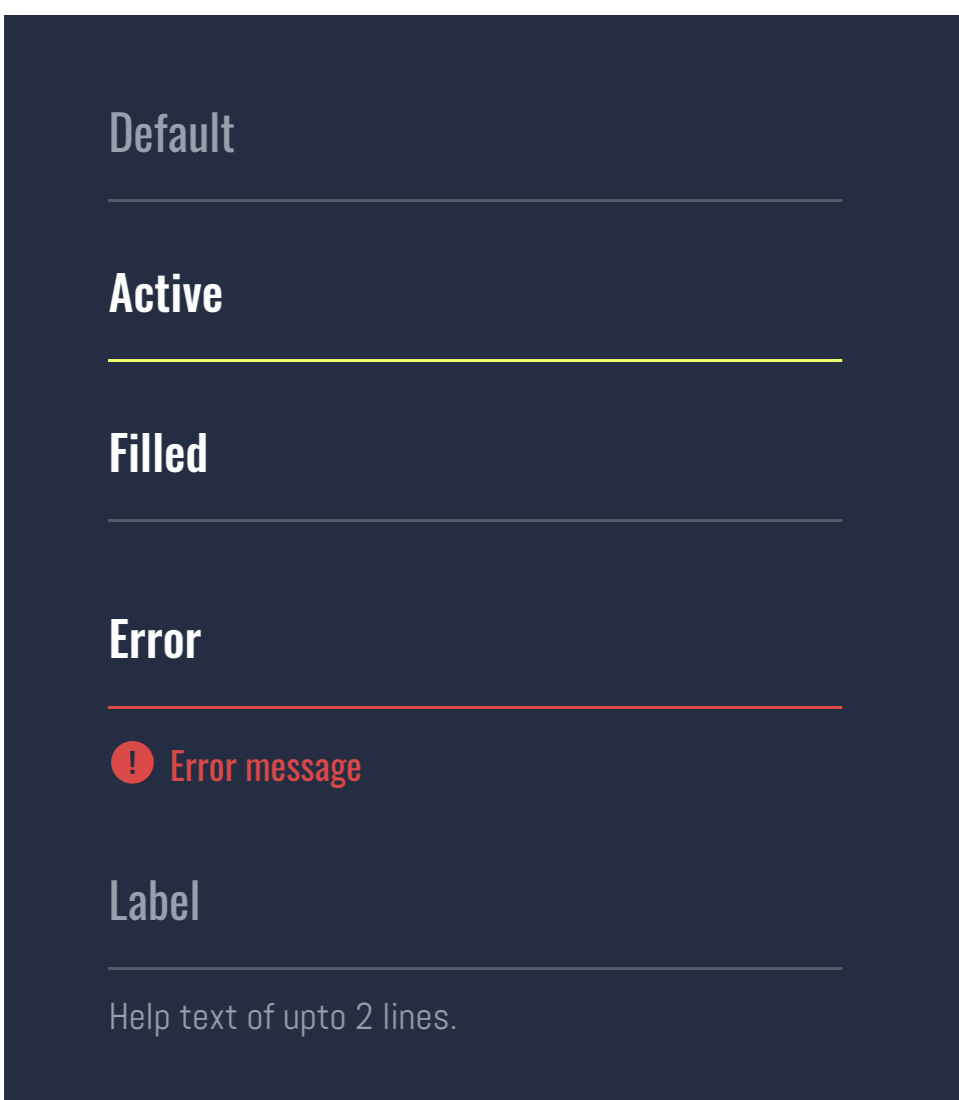 Default
Active
Filled
Error
! Error message
Label
Help text of upto 2 lines.